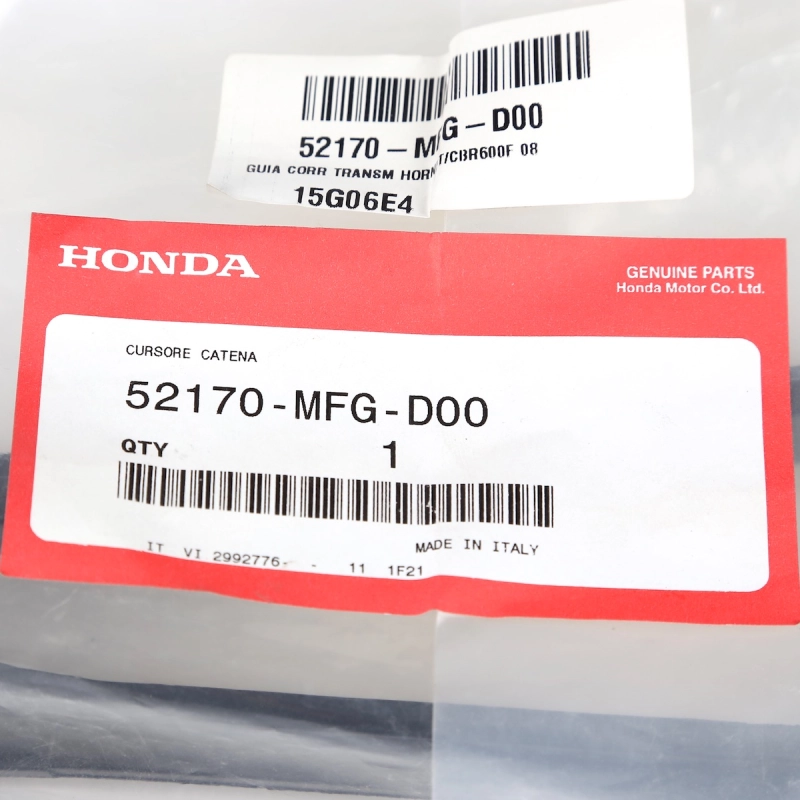 52170-MFG-D00
GUIA CORR TRANSM HORN T/CBR600F 08
15G06E4
HONDA
GENUINE PARTS
Honda Motor Co. Ltd.
CURSORE CATENA
52170-MFG-D00
QTY 1
IT VI 2992776- - 11 1F21
MADE IN ITALY